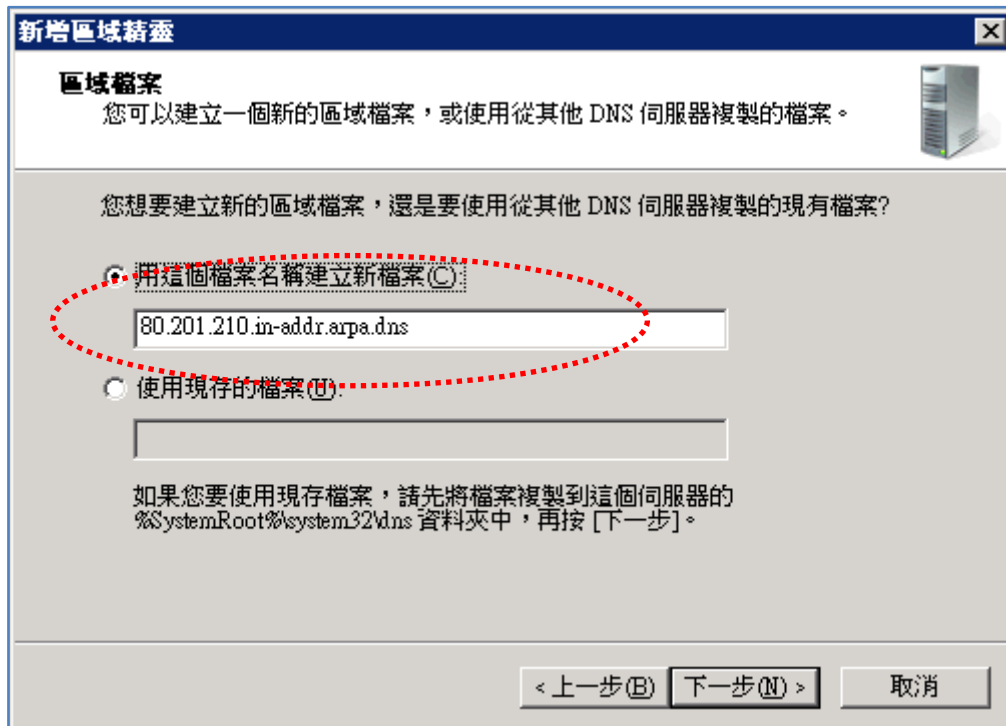 新增區域精靈
區域檔案
您可以建立一個新的區域檔案，或使用從其他 DNS 伺服器複製的檔案。
您想要建立新的區域檔案，還是要使用從其他 DNS 伺服器複製的現有檔案?
用這個檔案名稱建立新檔案(C):
80.201.210.in-addr.arpa.dns
使用現存的檔案(U):
如果您要使用現存檔案，請先將檔案複製到這個伺服器的
%SystemRoot%\system32\dns 資料夾中，再按 [下一步]。
< 上一步(B) 下一步(N) > 取消